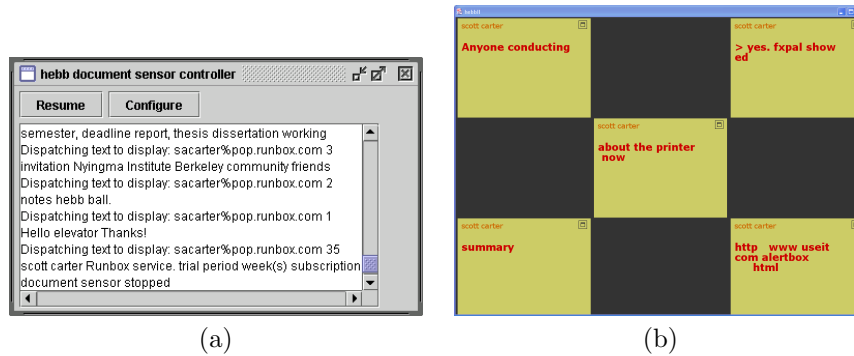 hebb document sensor controller
Resume
Configure
semester, deadline report, thesis dissertation working
Dispatching text to display: sacarter%pop.runbox.com 3
invitation Nyingma Institute Berkeley community friends
Dispatching text to display: sacarter%pop.runbox.com 2
notes hebb ball.
Dispatching text to display: sacarter%pop.runbox.com 1
Hello elevator Thanks!
Dispatching text to display: sacarter%pop.runbox.com 35
scott carter Runbox service. trial period week(s) subscription
document sensor stopped
(a)
scott carter
Anyone conducting
scott carter
> yes. fxpal show
ed
scott carter
about the printer
now
scott carter
summary
scott carter
http www useit
com alertbox
html
(b)